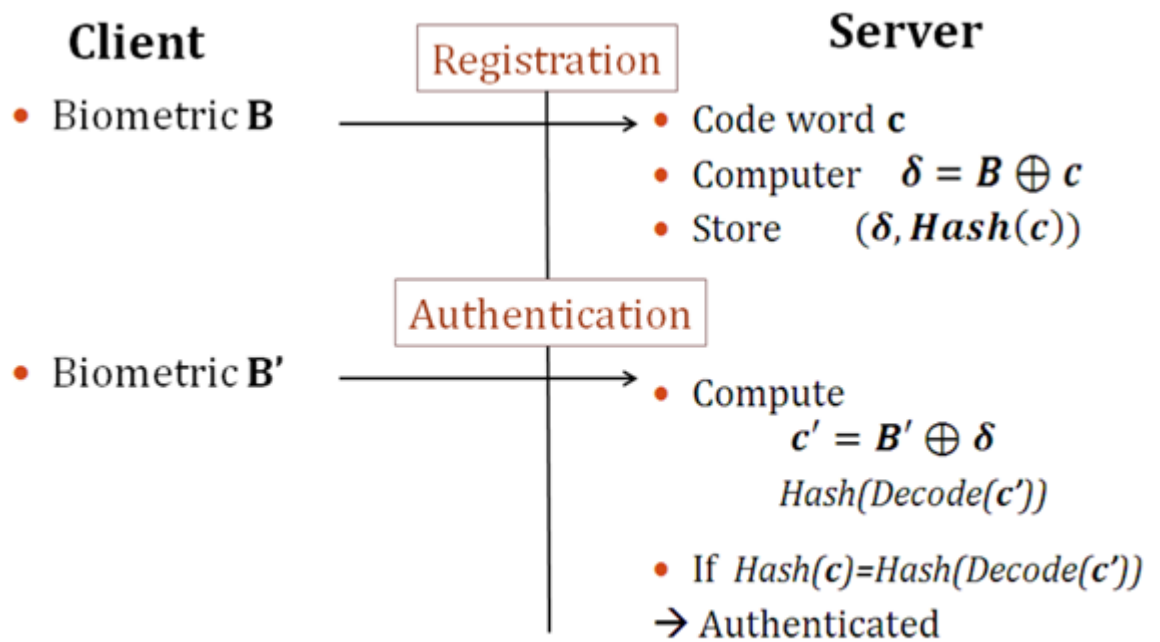 Client
Server
Registration
• Biometric B
• Code word c
• Computer δ = B ⊕ c
• Store (δ, Hash(c))
Authentication
• Biometric B’
• Compute
c′ = B′ ⊕ δ
Hash(Decode(c’))
• If Hash(c)=Hash(Decode(c’))
→ Authenticated